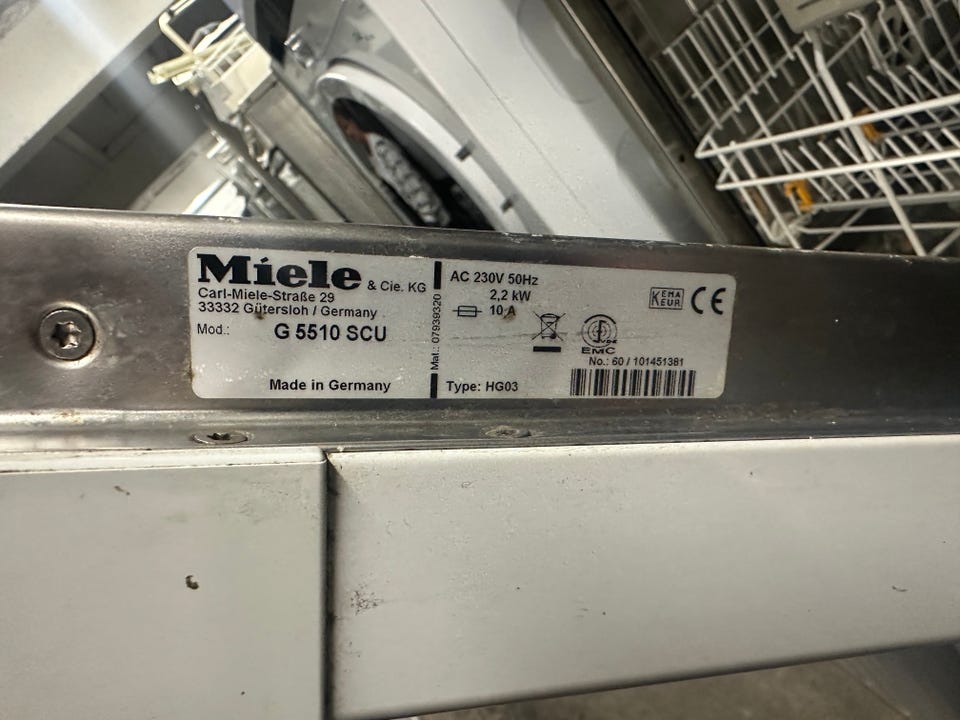 Miele & Cie. KG
Carl-Miele-Straße 29
33332 Gütersloh / Germany
Mod.: G 5510 SCU
Made in Germany
Mat.: 07939320
AC 230V 50Hz
2,2 kW
10 A
Type: HG03
KEMA
KEUR
CE
VDE
EMC
No.: 60 / 101451381